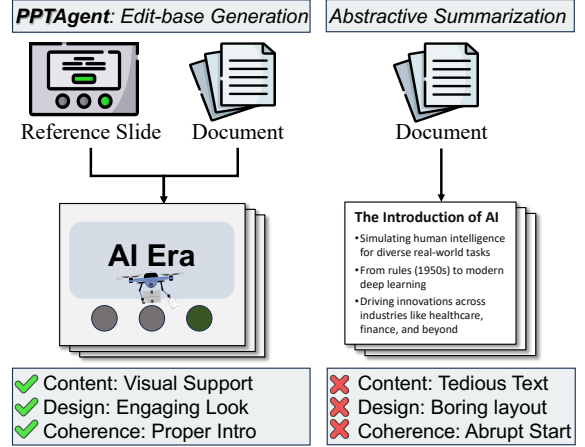 PPTAgent: Edit-base Generation
Reference Slide
Document
AI Era
Content: Visual Support
Design: Engaging Look
Coherence: Proper Intro
Abstractive Summarization
Document
The Introduction of AI
•Simulating human intelligence
for diverse real-world tasks
•From rules (1950s) to modern
deep learning
•Driving innovations across
industries like healthcare,
finance, and beyond
Content: Tedious Text
Design: Boring layout
Coherence: Abrupt Start